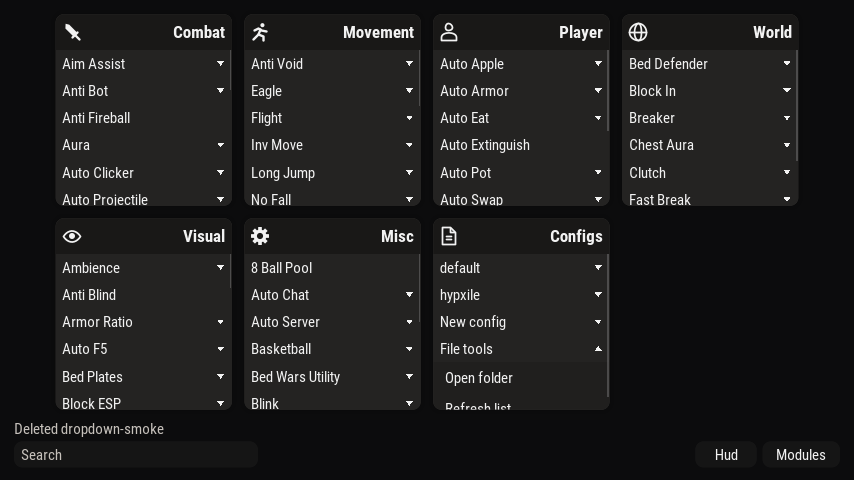 Combat
Aim Assist
Anti Bot
Anti Fireball
Aura
Auto Clicker
Auto Projectile
Movement
Anti Void
Eagle
Flight
Inv Move
Long Jump
No Fall
Player
Auto Apple
Auto Armor
Auto Eat
Auto Extinguish
Auto Pot
Auto Swap
World
Bed Defender
Block In
Breaker
Chest Aura
Clutch
Fast Break
Visual
Ambience
Anti Blind
Armor Ratio
Auto F5
Bed Plates
Block ESP
Misc
8 Ball Pool
Auto Chat
Auto Server
Basketball
Bed Wars Utility
Blink
Configs
default
hypxile
New config
File tools
Open folder
Refresh list
Deleted dropdown-smoke
Search
Hud
Modules